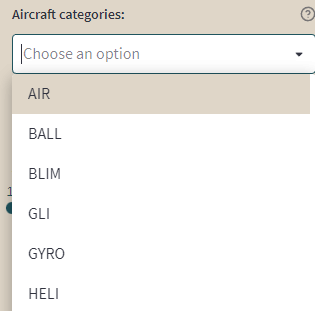 Aircraft categories: ?
Choose an option
AIR
BALL
BLIM
GLI
GYRO
HELI